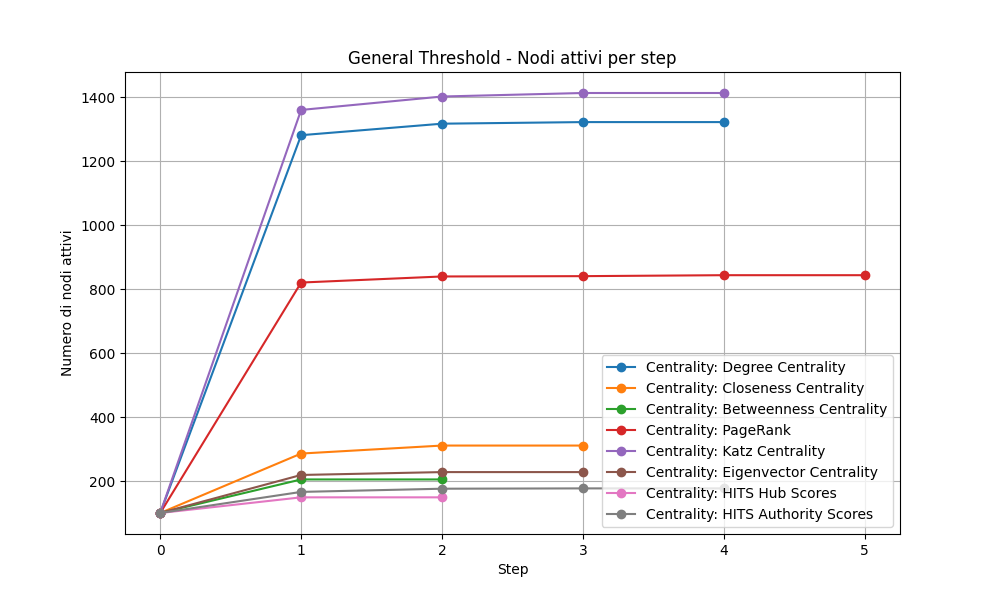 General Threshold - Nodi attivi per step
Numero di nodi attivi
1400
1200
1000
800
600
400
200
0
1
2
3
4
5
Step
Centrality: Degree Centrality
Centrality: Closeness Centrality
Centrality: Betweenness Centrality
Centrality: PageRank
Centrality: Katz Centrality
Centrality: Eigenvector Centrality
Centrality: HITS Hub Scores
Centrality: HITS Authority Scores